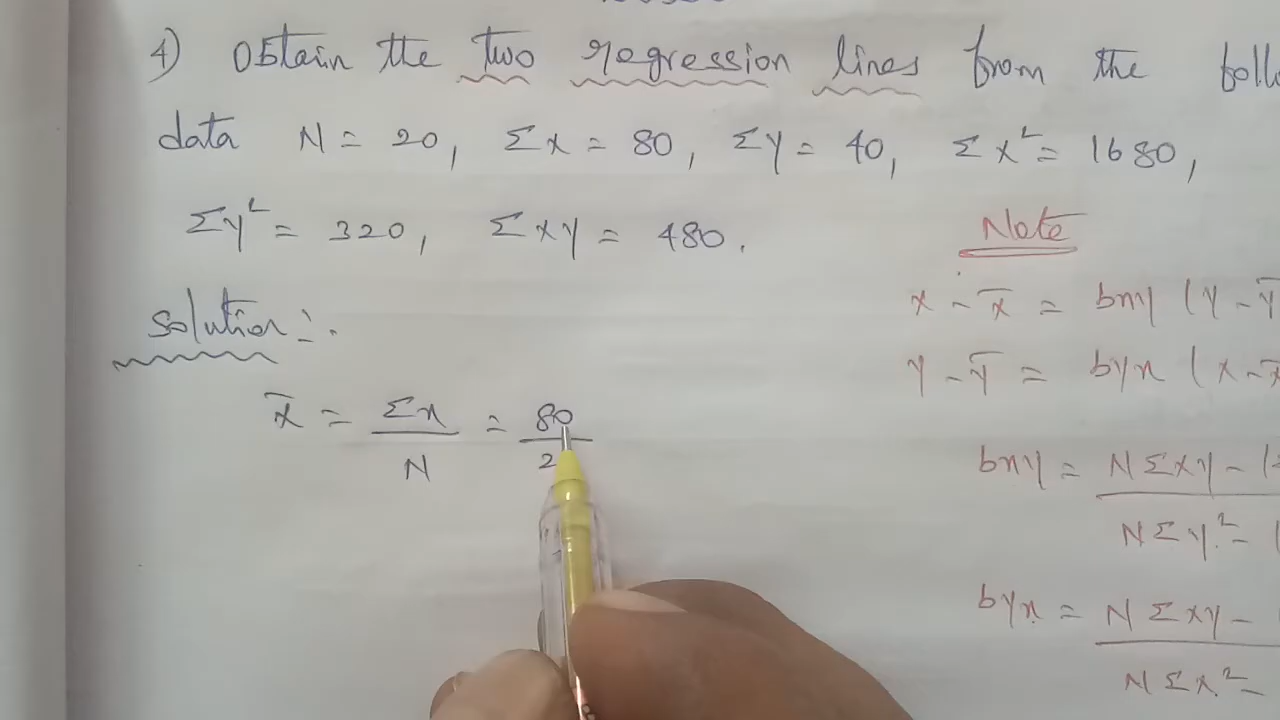 4) Obtain the two regression lines from the
data N = 20, Σx = 80, Σy = 40, Σx² = 1680,
Σy² = 320, Σxy = 480.
Note
x - x̄ = bxy (y - ȳ
y - ȳ = byx (x - x̄
Solution :-
x̄ = Σx / N = 80 / 2
bxy = NΣxy - ( / NΣy² - (
byx = NΣxy - / NΣx² -